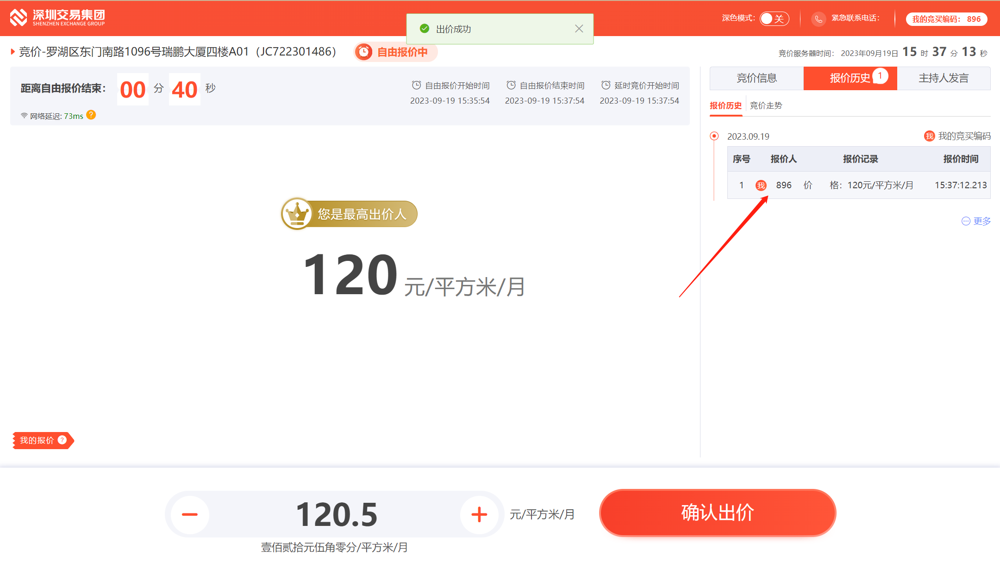 深圳交易集团
SHENZHEN EXCHANGE GROUP
出价成功
深色模式： 关
紧急联系电话：
我的竞买编码： 896
竞价-罗湖区东门南路1096号瑞鹏大厦四楼A01（JC722301486）
自由报价中
竞价服务器时间： 2023年09月19日 15 时 37 分 13 秒
距离自由报价结束： 00 分 40 秒
网络延迟: 73ms ?
自由报价开始时间
2023-09-19 15:35:54
自由报价结束时间
2023-09-19 15:37:54
延时竞价开始时间
2023-09-19 15:37:54
竞价信息
报价历史 1
主持人发言
报价历史
竞价走势
2023.09.19
我 我的竞买编码
序号 报价人 报价记录 报价时间
1 我 896 价 格：120元/平方米/月 15:37:12.213
更多
您是最高出价人
120 元/平方米/月
我的报价 ?
120.5 元/平方米/月
壹佰贰拾元伍角零分/平方米/月
确认出价